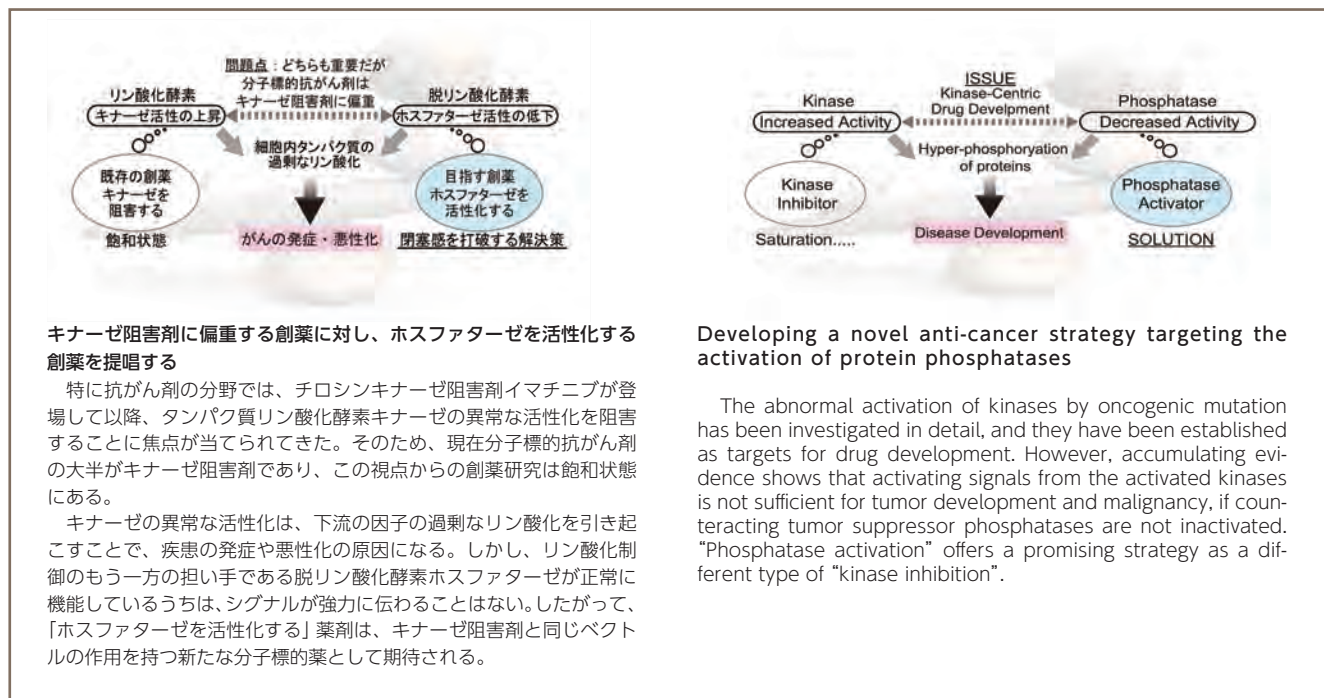 問題点：どちらも重要だが
分子標的抗がん剤は
キナーゼ阻害剤に偏重
リン酸化酵素
キナーゼ活性の上昇
脱リン酸化酵素
ホスファターゼ活性の低下
細胞内タンパク質の
過剰なリン酸化
既存の創薬
キナーゼを
阻害する
飽和状態
がんの発症・悪性化
目指す創薬
ホスファターゼを
活性化する
閉塞感を打破する解決策
ISSUE
Kinase-Centric
Drug Develpment
Kinase
Increased Activity
Phosphatase
Decreased Activity
Hyper-phosphoryation
of proteins
Kinase
Inhibitor
Saturation.....
Disease Development
Phosphatase
Activator
SOLUTION
キナーゼ阻害剤に偏重する創薬に対し、ホスファターゼを活性化する
創薬を提唱する
特に抗がん剤の分野では、チロシンキナーゼ阻害剤イマチニブが登
場して以降、タンパク質リン酸化酵素キナーゼの異常な活性化を阻害
することに焦点が当てられてきた。そのため、現在分子標的抗がん剤
の大半がキナーゼ阻害剤であり、この視点からの創薬研究は飽和状態
にある。
キナーゼの異常な活性化は、下流の因子の過剰なリン酸化を引き起
こすことで、疾患の発症や悪性化の原因になる。しかし、リン酸化制
御のもう一方の担い手である脱リン酸化酵素ホスファターゼが正常に
機能しているうちは、シグナルが強力に伝わることはない。したがって、
「ホスファターゼを活性化する」薬剤は、キナーゼ阻害剤と同じベクト
ルの作用を持つ新たな分子標的薬として期待される。
Developing a novel anti-cancer strategy targeting the
activation of protein phosphatases
The abnormal activation of kinases by oncogenic mutation
has been investigated in detail, and they have been established
as targets for drug development. However, accumulating evi-
dence shows that activating signals from the activated kinases
is not sufficient for tumor development and malignancy, if coun-
teracting tumor suppressor phosphatases are not inactivated.
“Phosphatase activation” offers a promising strategy as a dif-
ferent type of “kinase inhibition”.